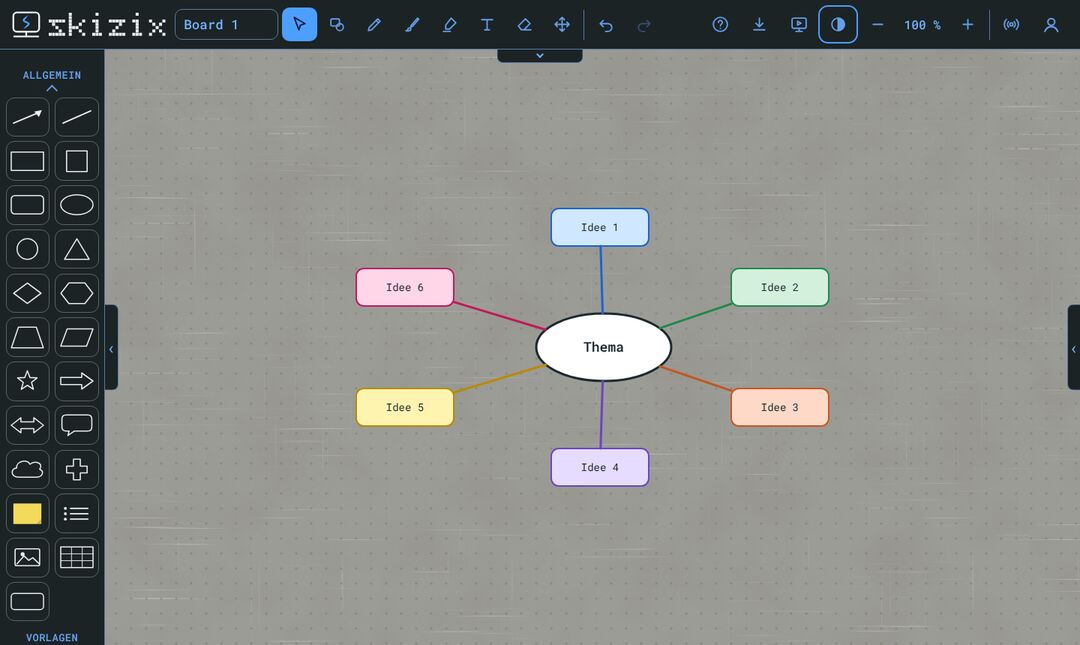 skizix
Board 1
100 %
ALLGEMEIN
Idee 1
Idee 6
Idee 2
Thema
Idee 5
Idee 3
Idee 4
VORLAGEN